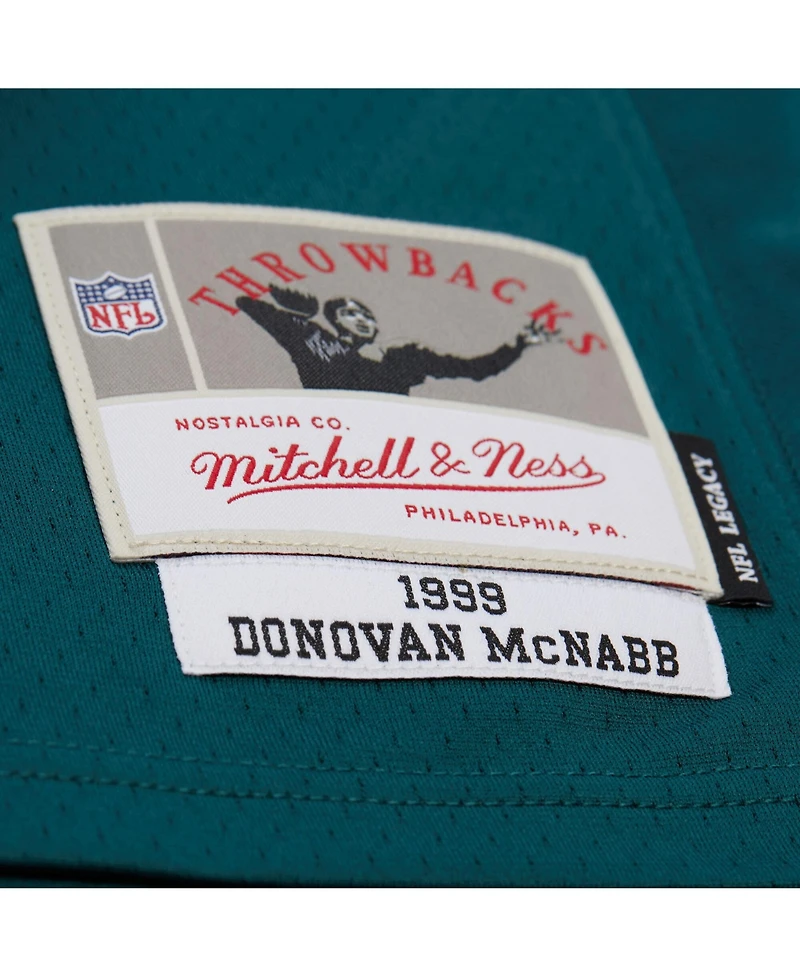 THROWBACKS
NFL
NOSTALGIA CO.
Mitchell & Ness
PHILADELPHIA, PA.
NFL LEGACY
1999
DONOVAN McNABB